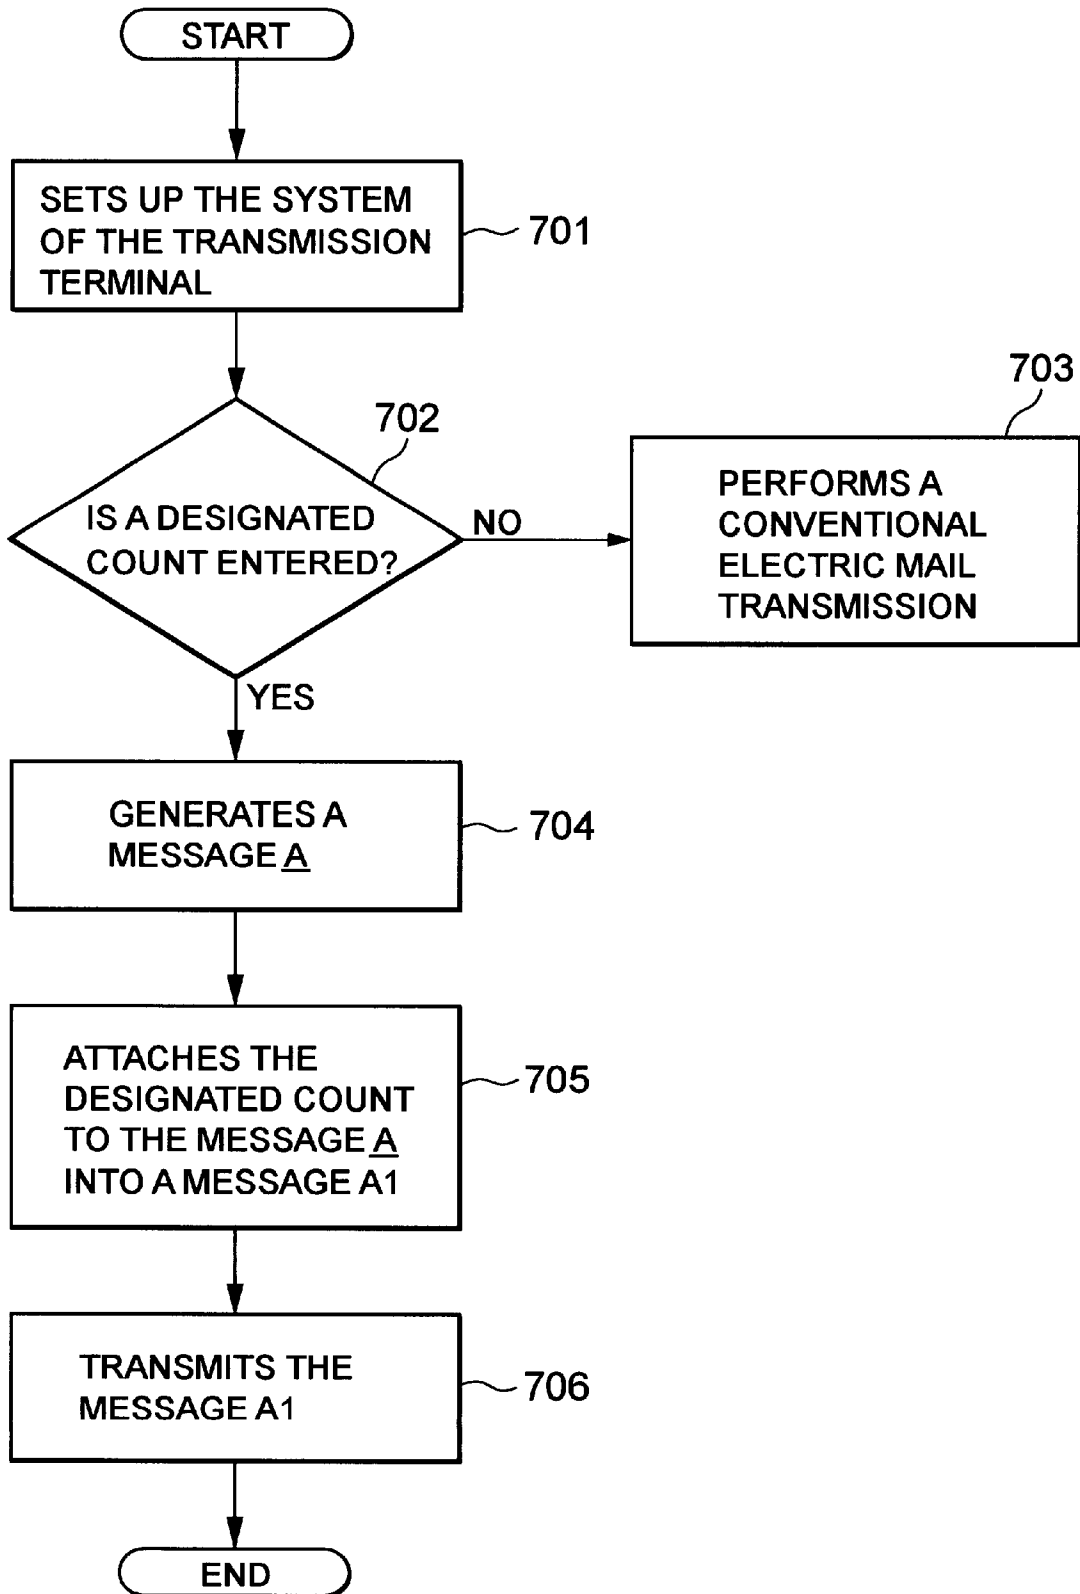 START
SETS UP THE SYSTEM
OF THE TRANSMISSION
TERMINAL
701
702
IS A DESIGNATED
COUNT ENTERED?
NO
YES
703
PERFORMS A
CONVENTIONAL
ELECTRIC MAIL
TRANSMISSION
GENERATES A
MESSAGE A
704
ATTACHES THE
DESIGNATED COUNT
TO THE MESSAGE A
INTO A MESSAGE A1
705
TRANSMITS THE
MESSAGE A1
706
END